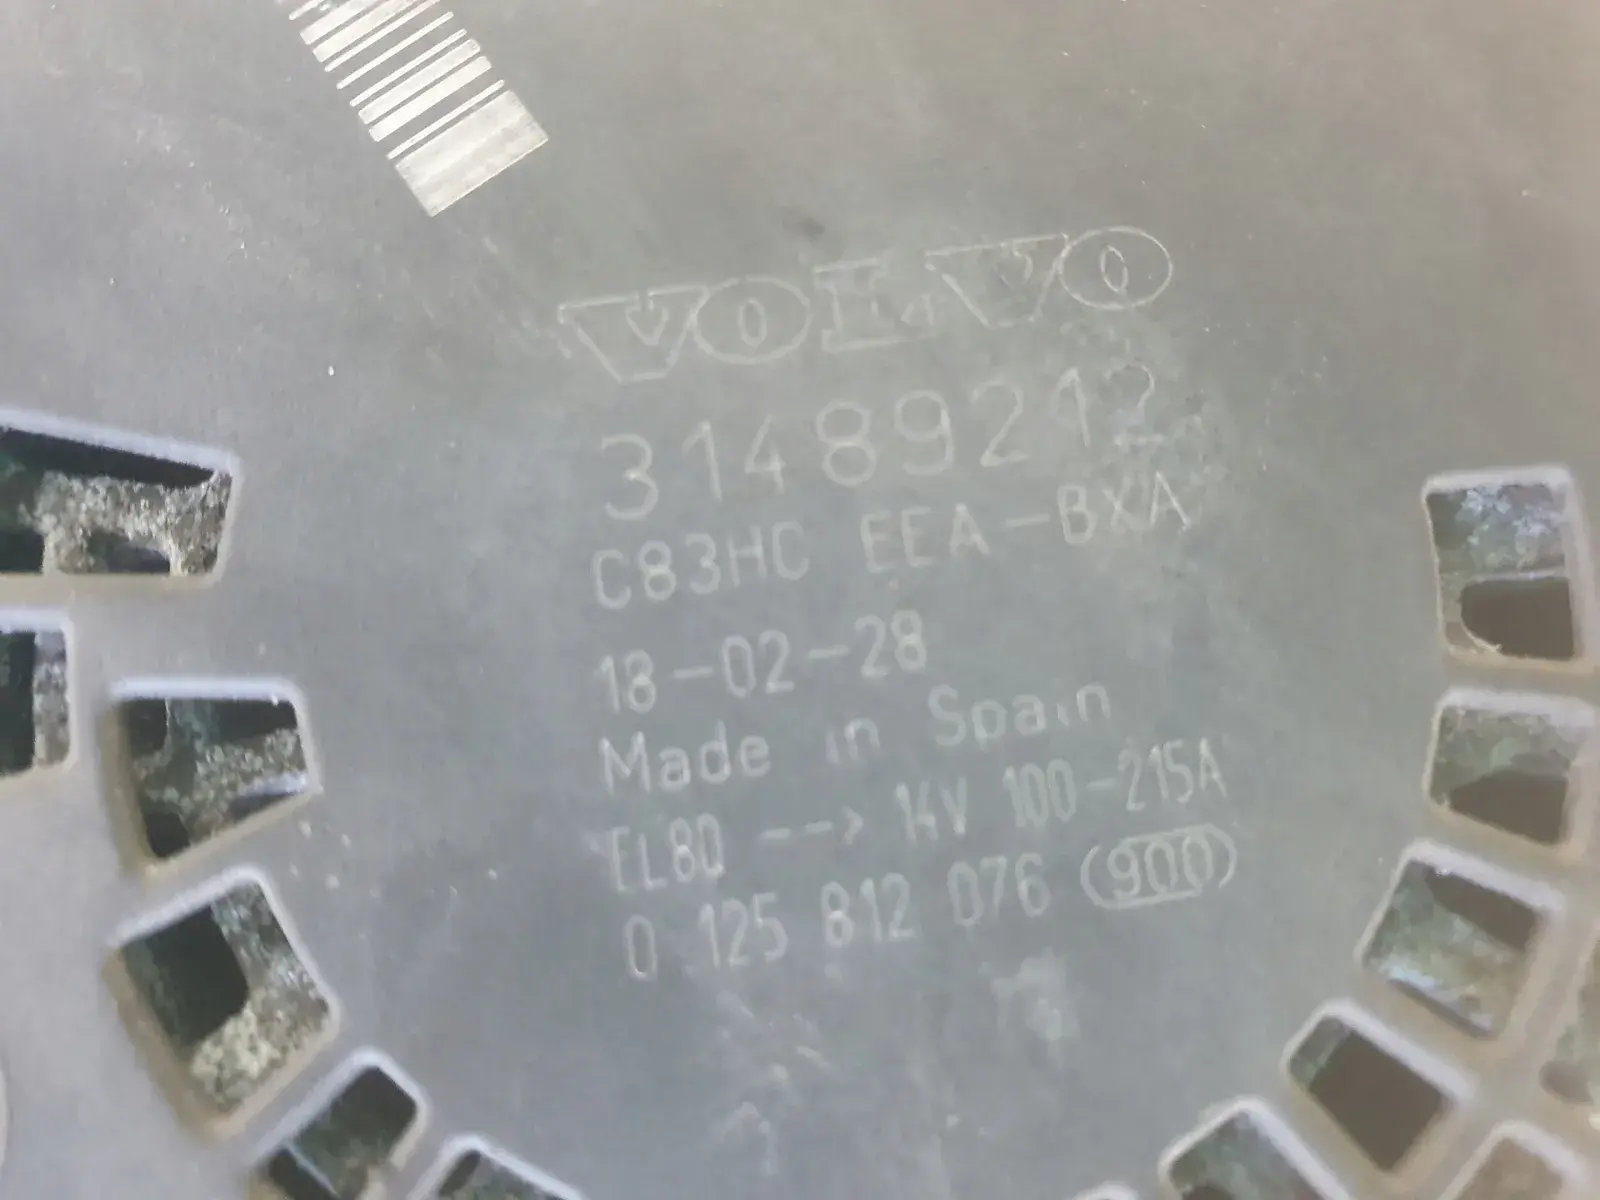 VOLVO
31489212
C83HC EEA-BXA
18-02-28
Made in Spain
EL8Q --> 14V 100-215A
0 125 812 076 (900)